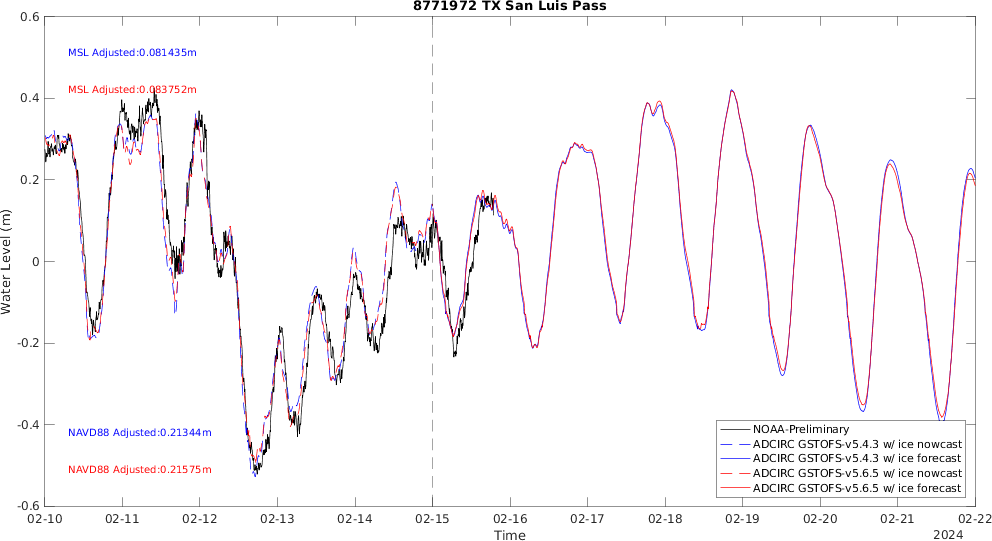 8771972 TX San Luis Pass
0.6
0.4
0.2
0
-0.2
-0.4
-0.6
Water Level (m)
MSL Adjusted:0.081435m
MSL Adjusted:0.083752m
NAVD88 Adjusted:0.21344m
NAVD88 Adjusted:0.21575m
NOAA-Preliminary
ADCIRC GSTOFS-v5.4.3 w/ ice nowcast
ADCIRC GSTOFS-v5.4.3 w/ ice forecast
ADCIRC GSTOFS-v5.6.5 w/ ice nowcast
ADCIRC GSTOFS-v5.6.5 w/ ice forecast
02-10 02-11 02-12 02-13 02-14 02-15 02-16 02-17 02-18 02-19 02-20 02-21 02-22
Time
2024